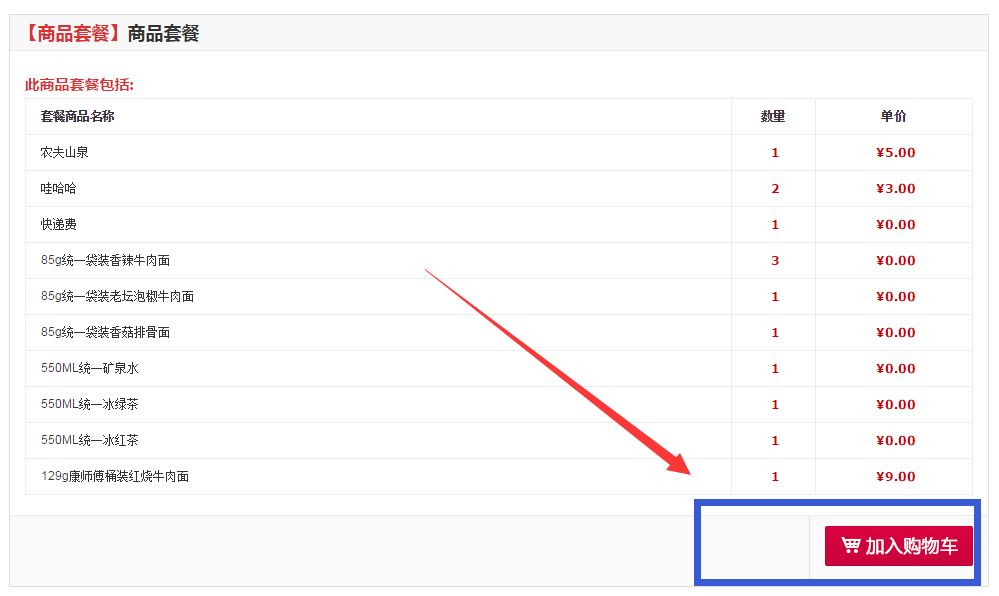 【商品套餐】商品套餐
此商品套餐包括:
套餐商品名称 数量 单价
农夫山泉 1 ¥5.00
哇哈哈 2 ¥3.00
快递费 1 ¥0.00
85g统一袋装香辣牛肉面 3 ¥0.00
85g统一袋装老坛泡椒牛肉面 1 ¥0.00
85g统一袋装香菇排骨面 1 ¥0.00
550ML统一矿泉水 1 ¥0.00
550ML统一冰绿茶 1 ¥0.00
550ML统一冰红茶 1 ¥0.00
129g康师傅桶装红烧牛肉面 1 ¥9.00
加入购物车